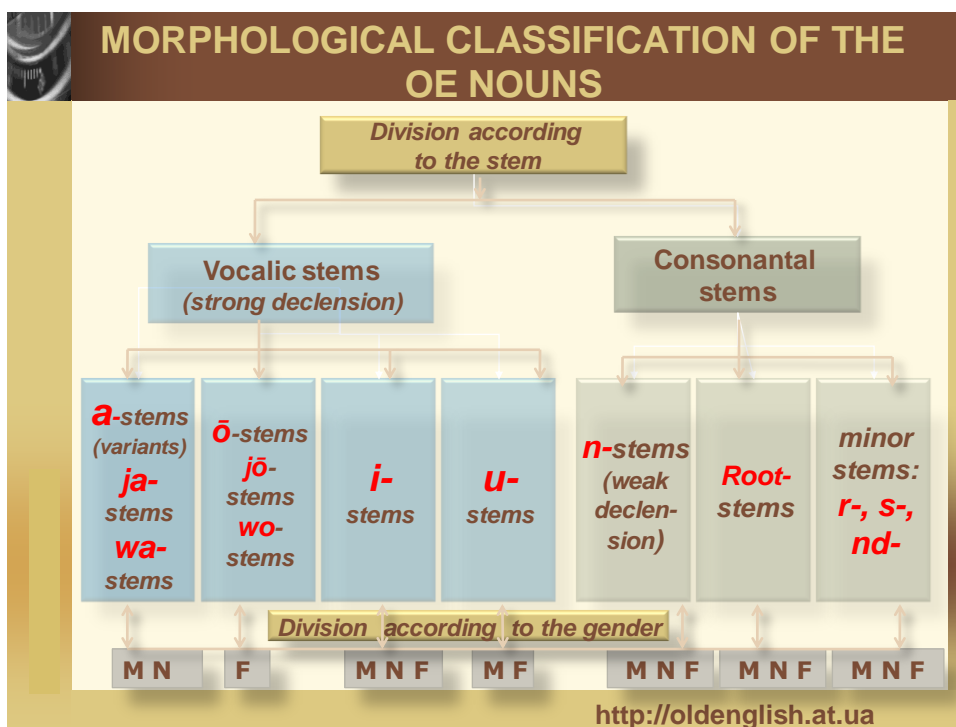 MORPHOLOGICAL CLASSIFICATION OF THE
OE NOUNS
Division according
to the stem
Vocalic stems
(strong declension)
Consonantal
stems
a-stems
(variants)
ja-
stems
wa-
stems
ō-stems
jō-
stems
wo-
stems
i-
stems
u-
stems
n-stems
(weak
declen-
sion)
Root-
stems
minor
stems:
r-, s-,
nd-
Division according to the gender
M N
F
M N F
M F
M N F
M N F
M N F
http://oldenglish.at.ua